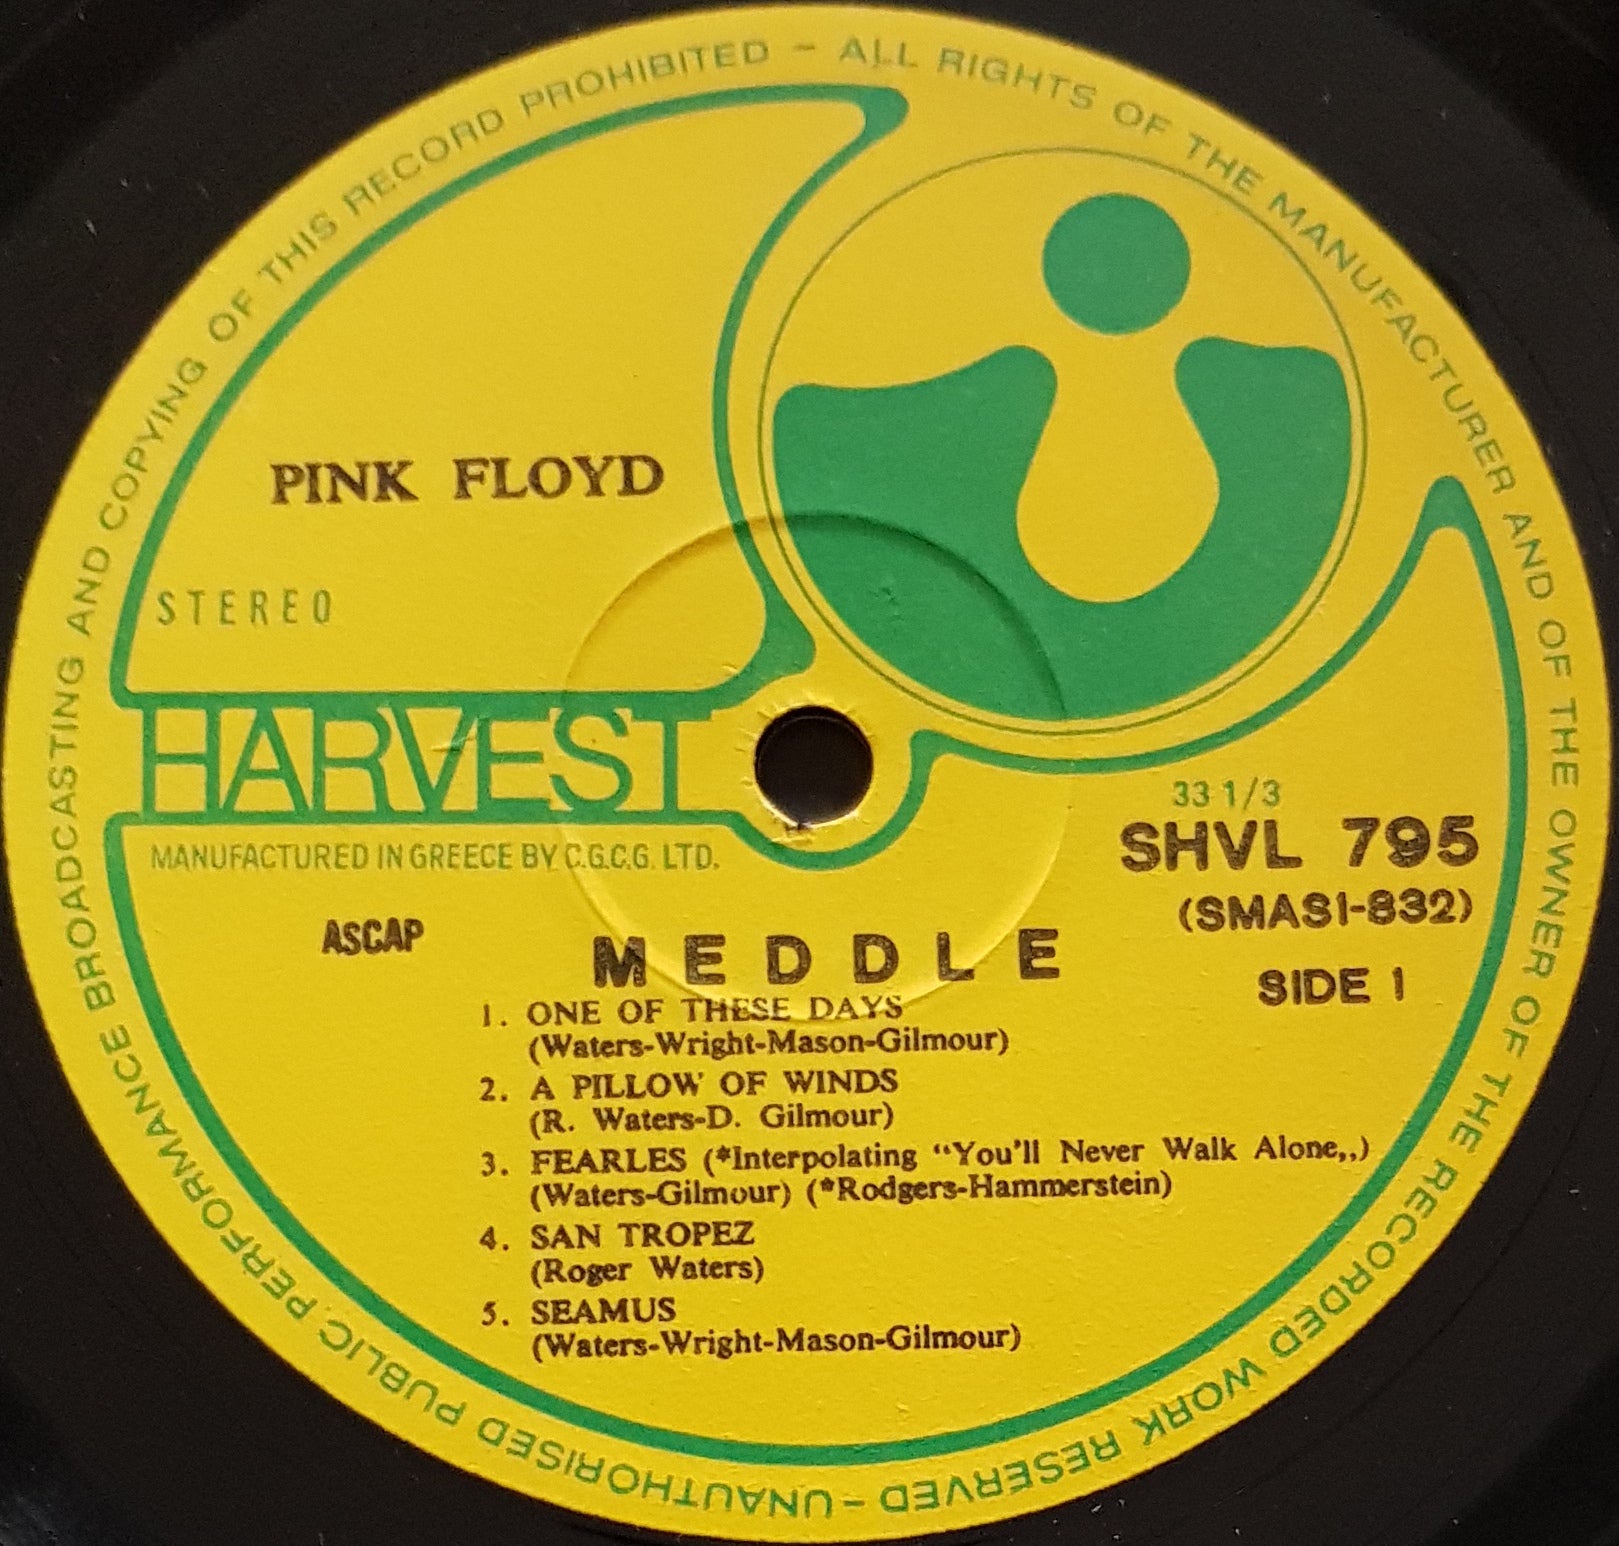 ALL RIGHTS OF THE MANUFACTURER AND OF THE OWNER OF THE RECORDED WORK RESERVED – UNAUTHORISED PUBLIC PERFORMANCE BROADCASTING AND COPYING OF THIS RECORD PROHIBITED –
PINK FLOYD
STEREO
HARVEST
33 1/3
MANUFACTURED IN GREECE BY C.G.C.G. LTD.
SHVL 795
(SMAS1-832)
ASCAP
MEDDLE
SIDE 1
1. ONE OF THESE DAYS
(Waters-Wright-Mason-Gilmour)
2. A PILLOW OF WINDS
(R. Waters-D. Gilmour)
3. FEARLES (*Interpolating “You'll Never Walk Alone,,)
(Waters-Gilmour) (*Rodgers-Hammerstein)
4. SAN TROPEZ
(Roger Waters)
5. SEAMUS
(Waters-Wright-Mason-Gilmour)